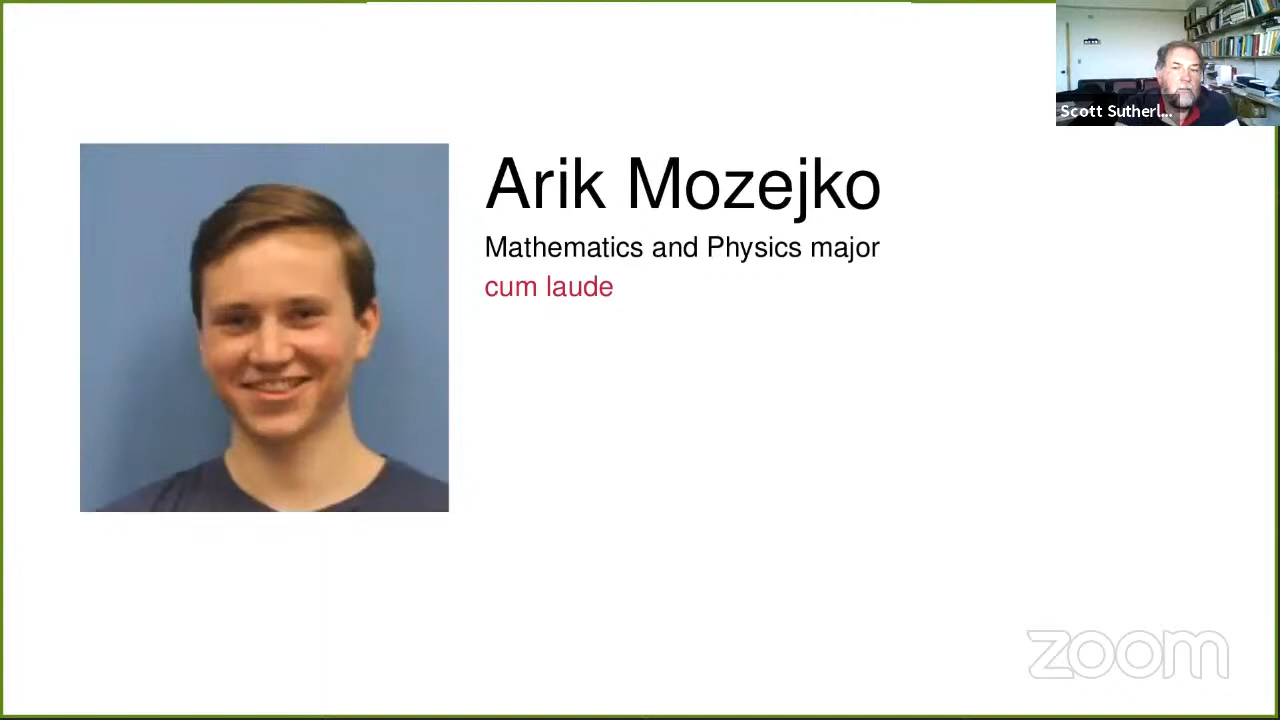 Scott Sutherl...
Arik Mozejko
Mathematics and Physics major
cum laude
zoom